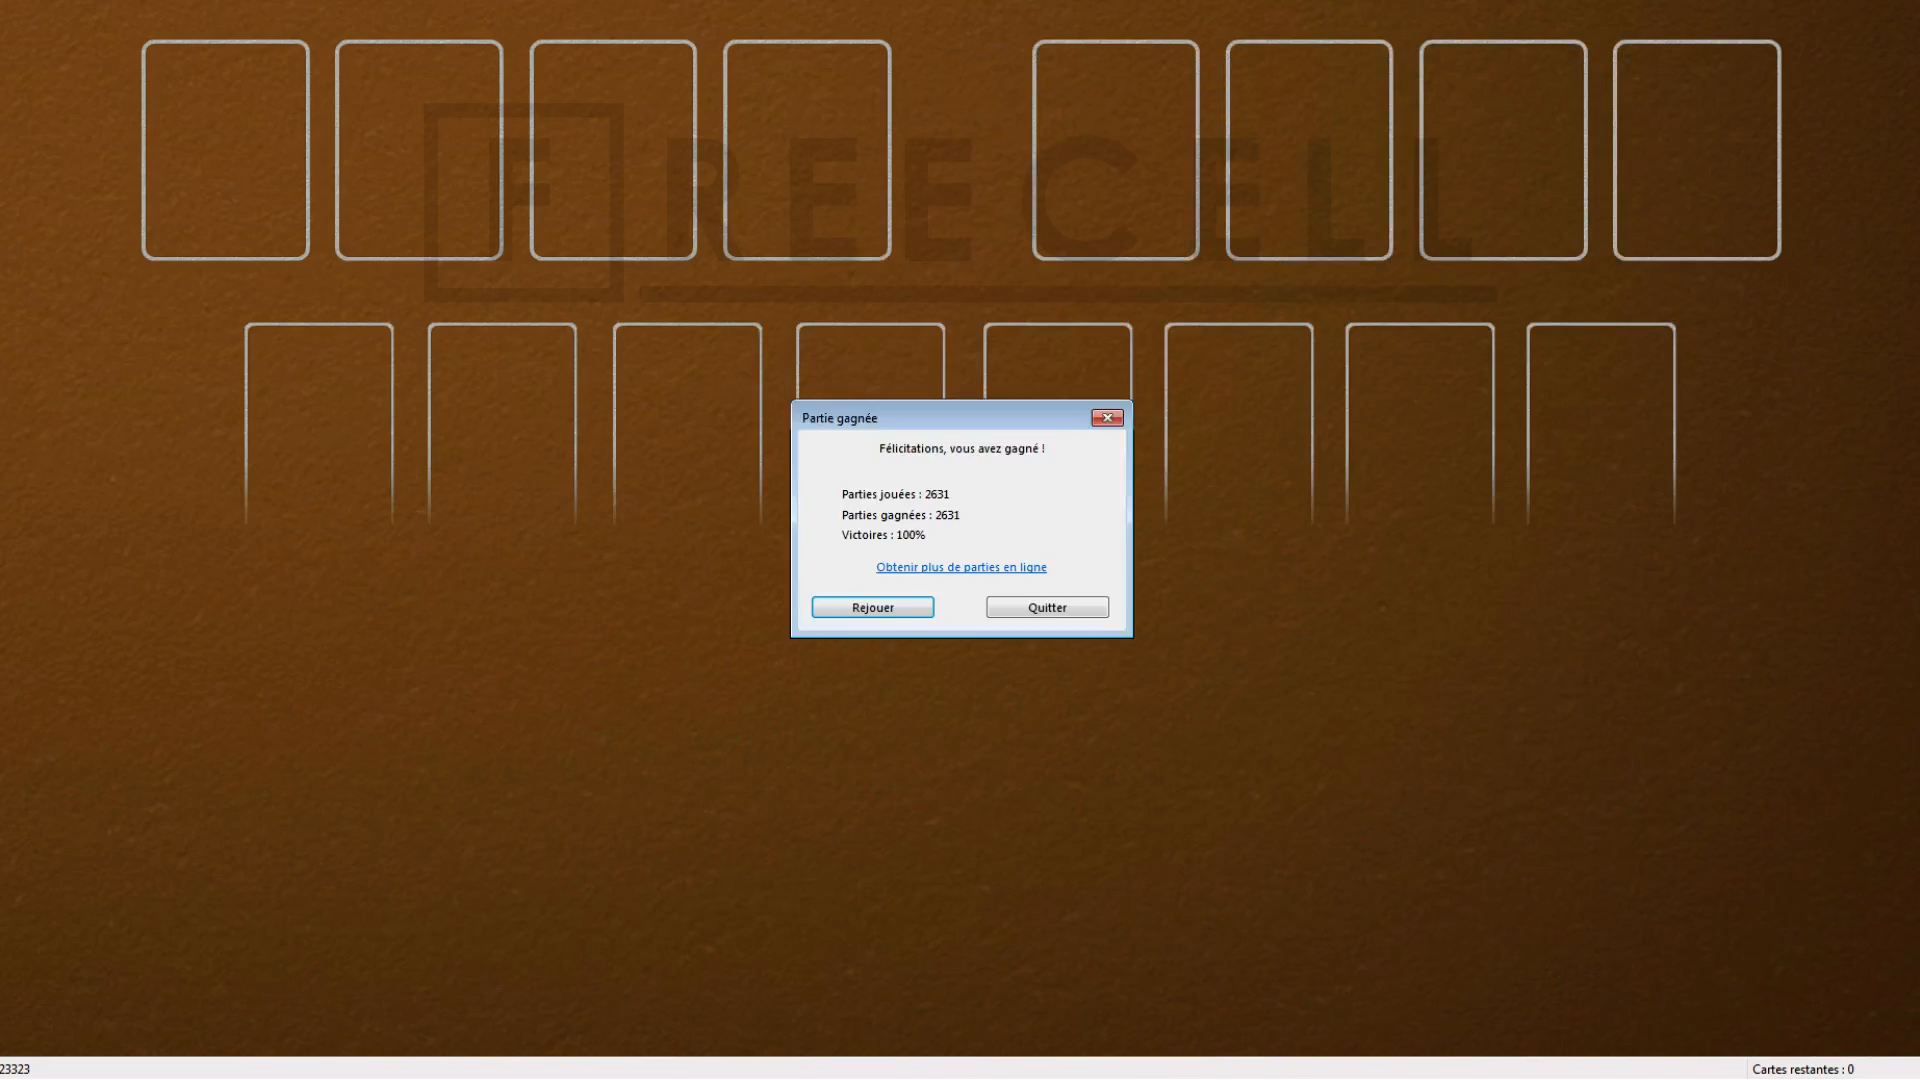 FREECELL
Partie gagnée
Félicitations, vous avez gagné !
Parties jouées : 2631
Parties gagnées : 2631
Victoires : 100%
Obtenir plus de parties en ligne
Rejouer
Quitter
23323
Cartes restantes : 0